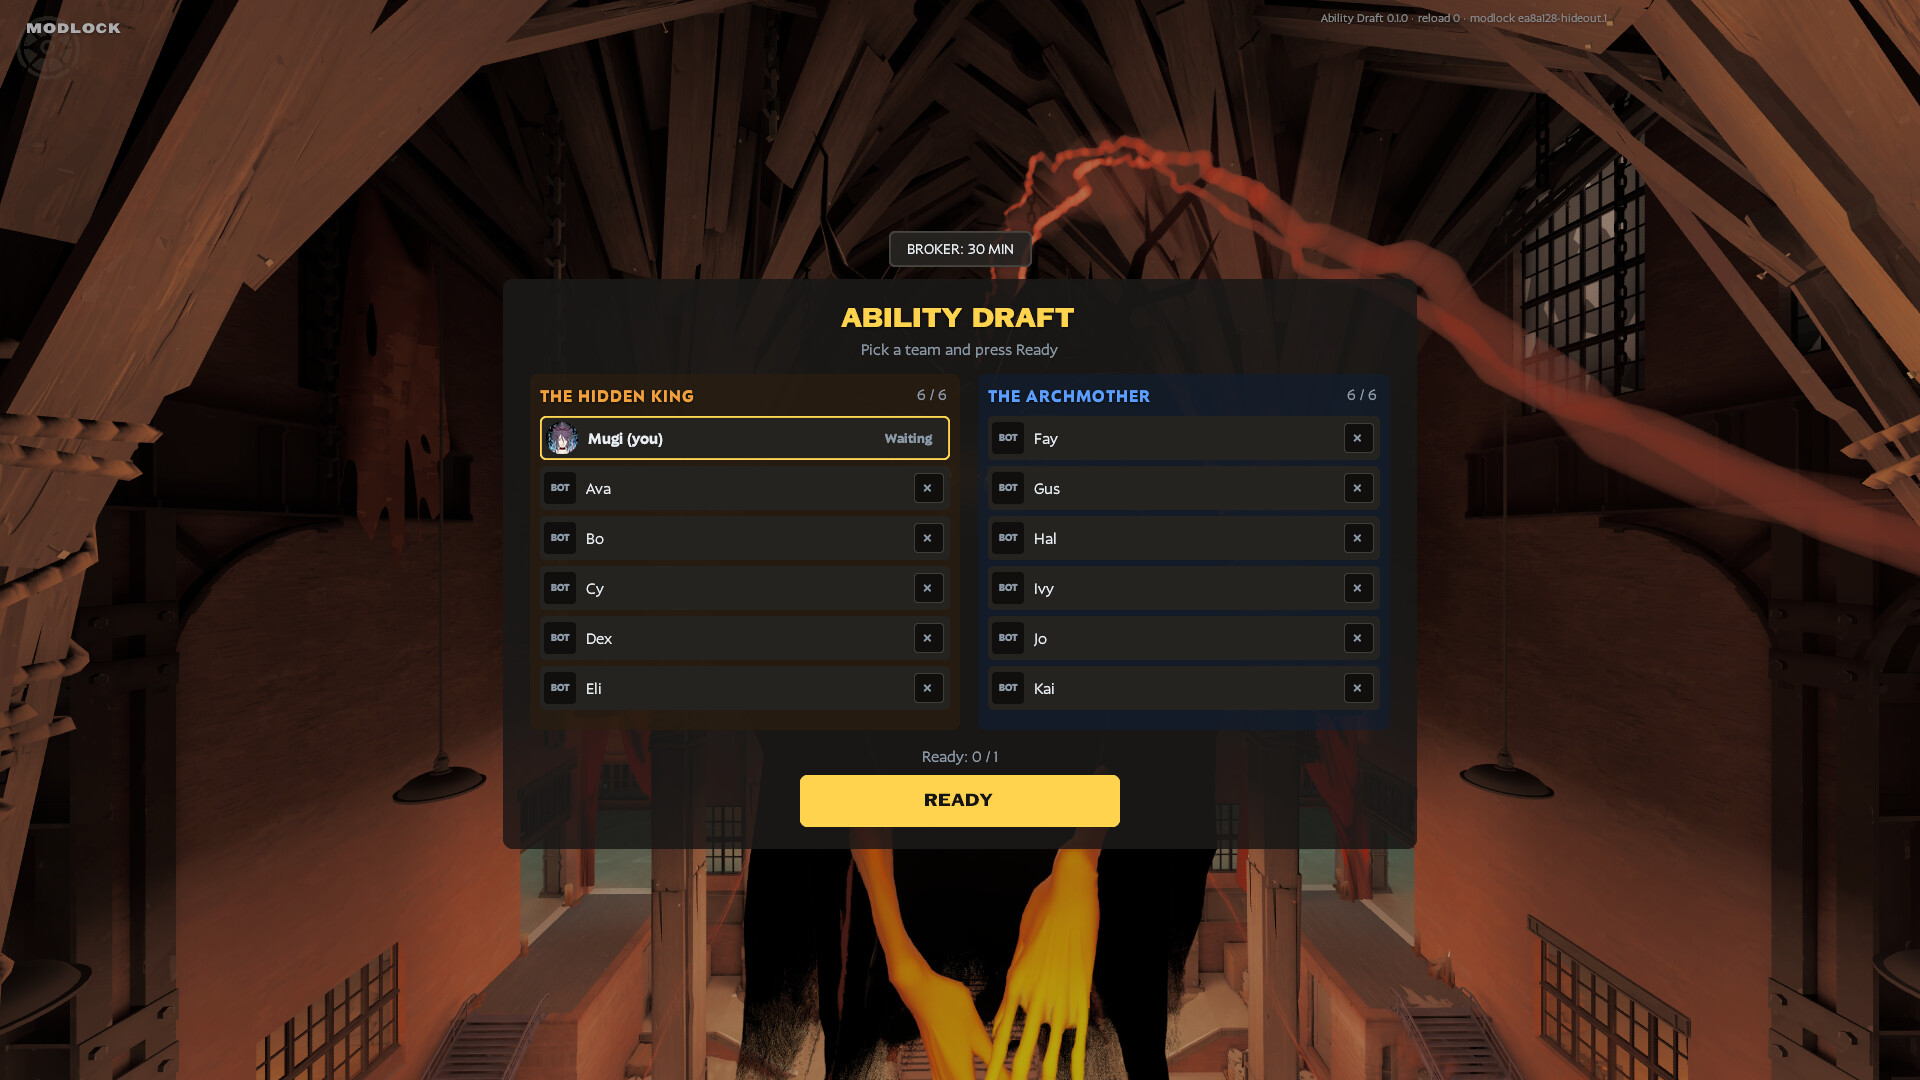 MODLOCK
Ability Draft 0.1.0 · reload 0 · modlock ea8a128-hideout.1
BROKER: 30 MIN
ABILITY DRAFT
Pick a team and press Ready
THE HIDDEN KING 6 / 6
Mugi (you) Waiting
BOT Ava ×
BOT Bo ×
BOT Cy ×
BOT Dex ×
BOT Eli ×
THE ARCHMOTHER 6 / 6
BOT Fay ×
BOT Gus ×
BOT Hal ×
BOT Ivy ×
BOT Jo ×
BOT Kai ×
Ready: 0 / 1
READY